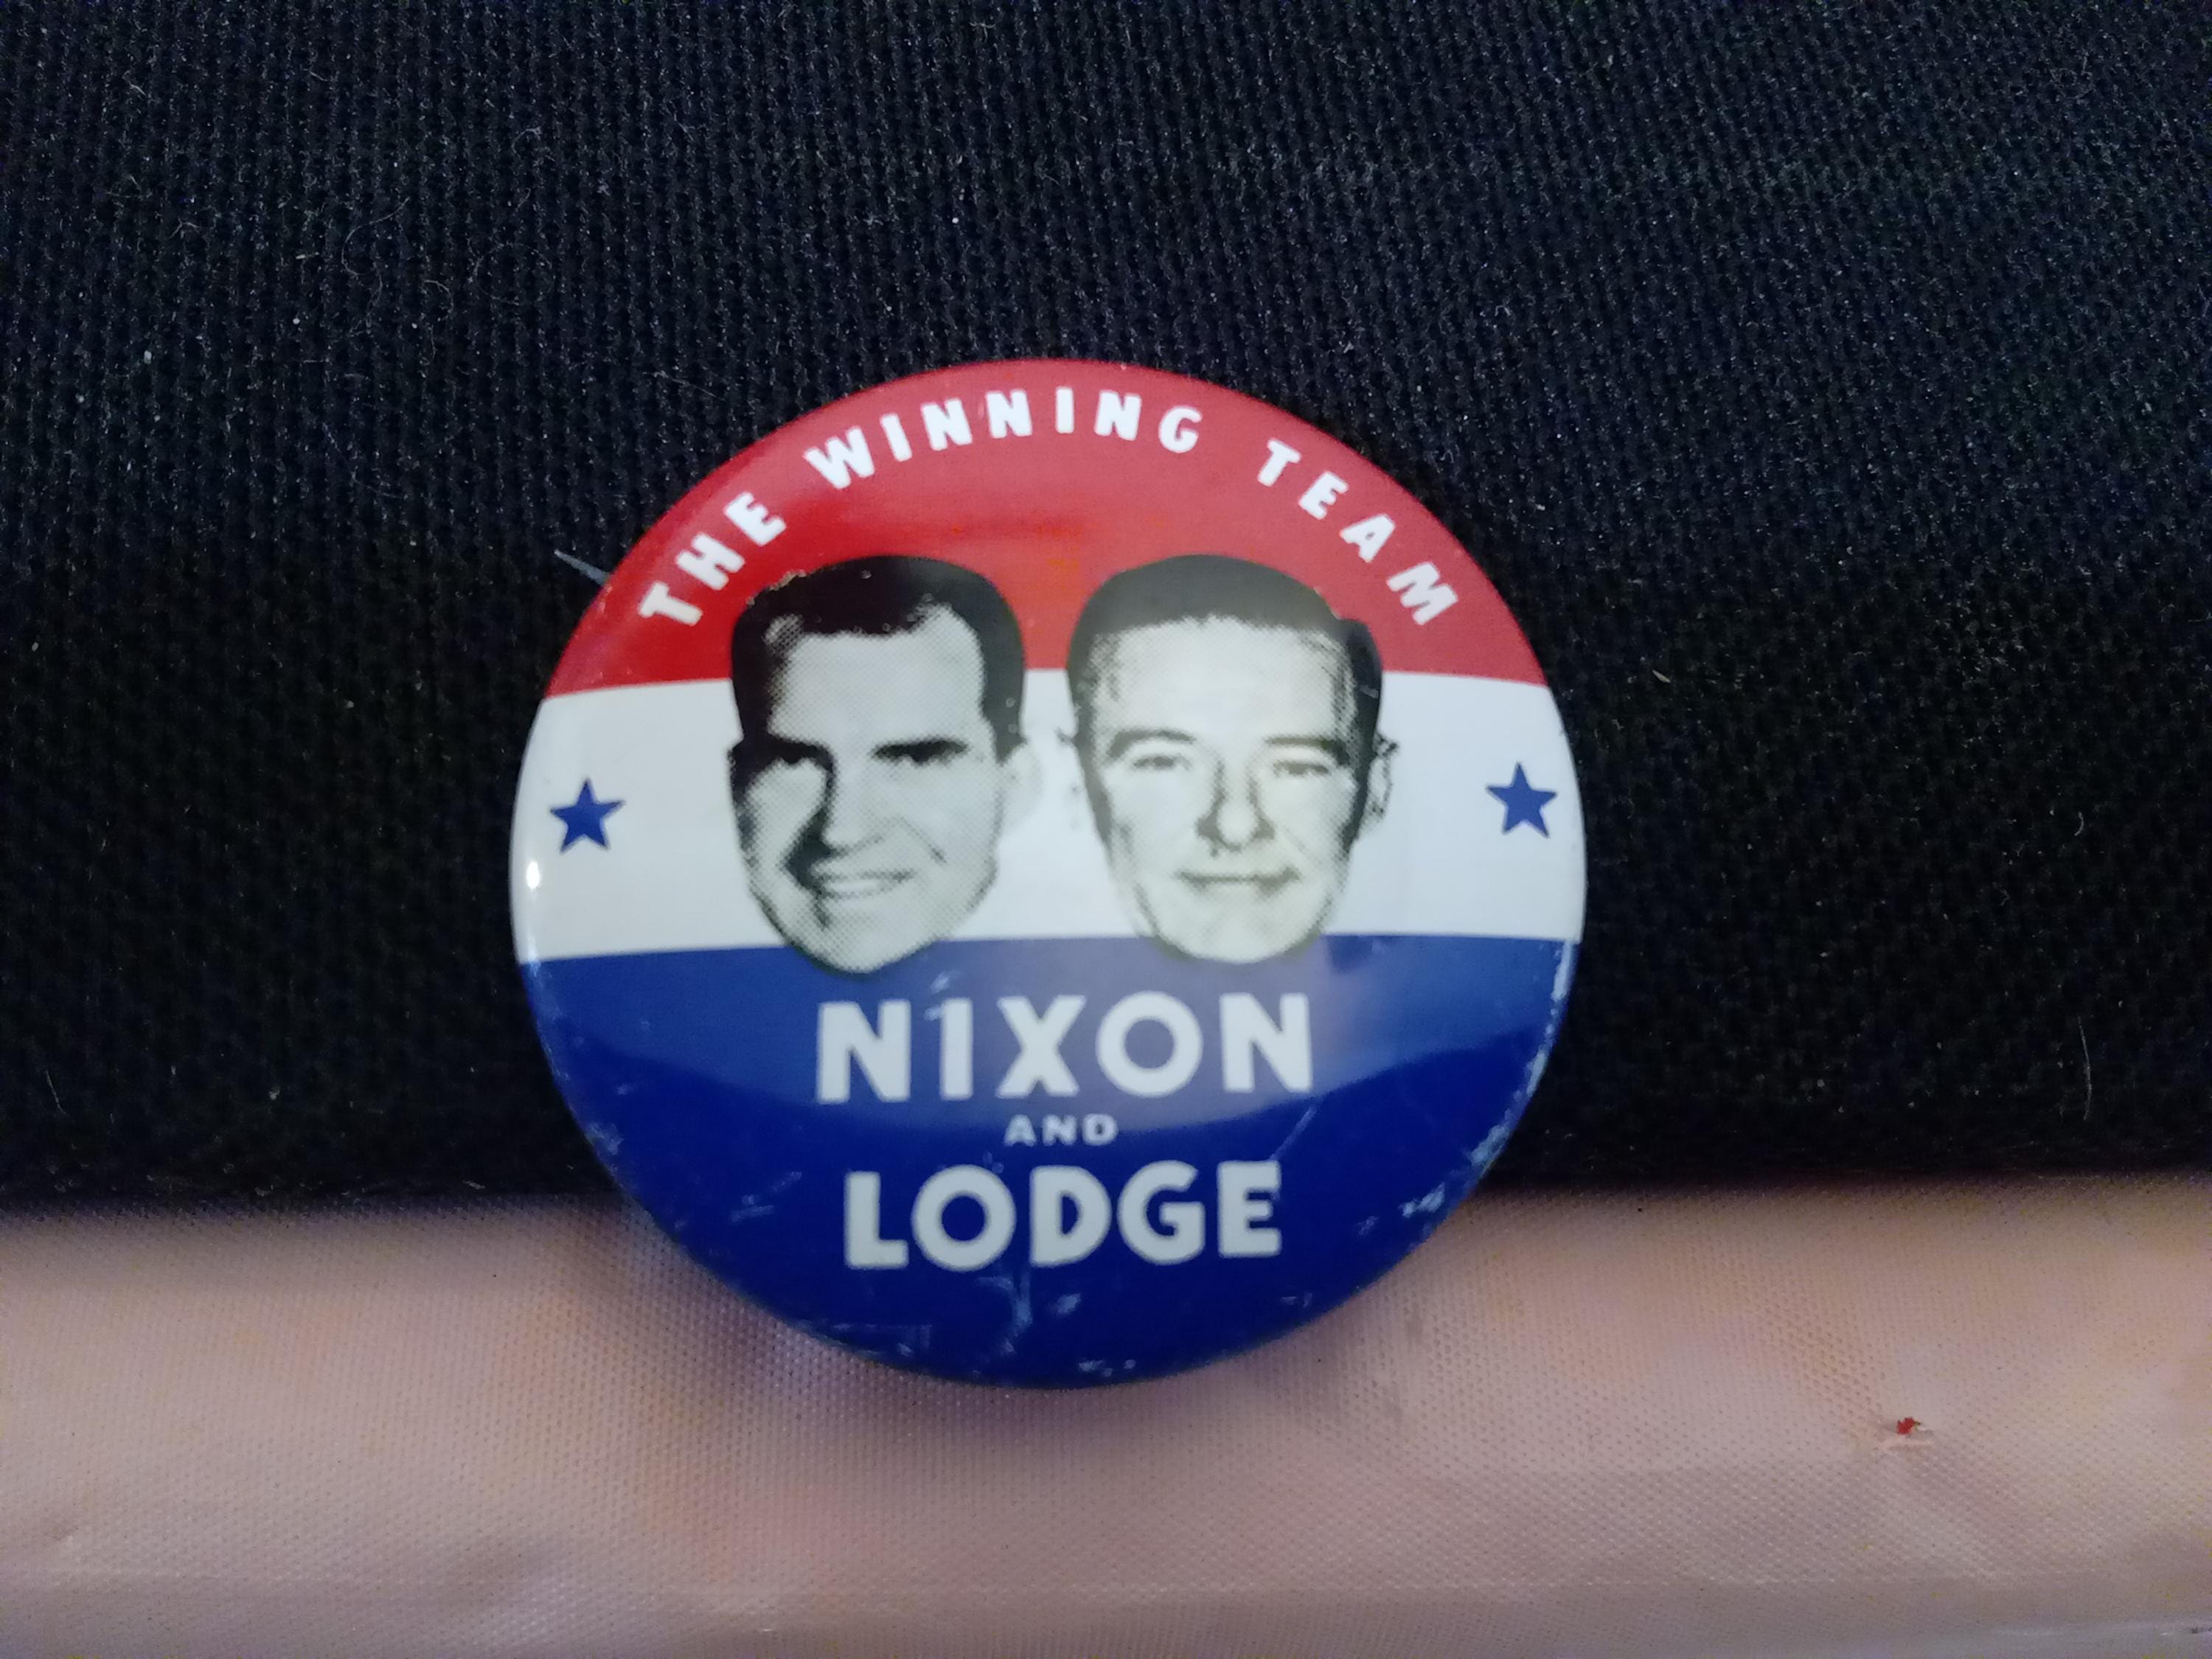 THE WINNING TEAM
NIXON
AND
LODGE